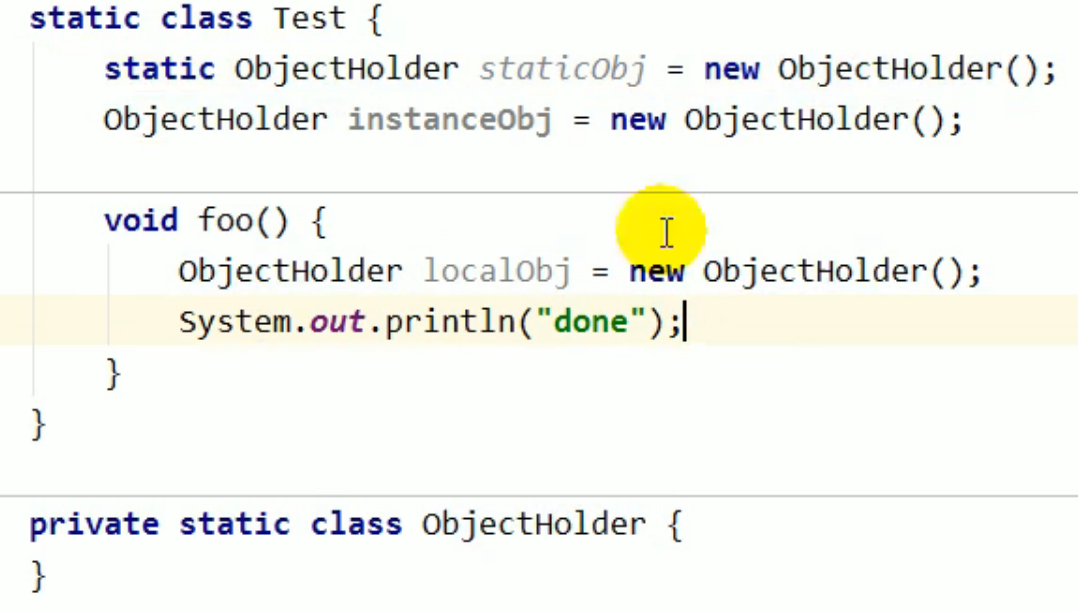 static class Test {
    static ObjectHolder staticObj = new ObjectHolder();
    ObjectHolder instanceObj = new ObjectHolder();
    void foo() {
        ObjectHolder localObj = new ObjectHolder();
        System.out.println("done");
    }
}
private static class ObjectHolder {
}